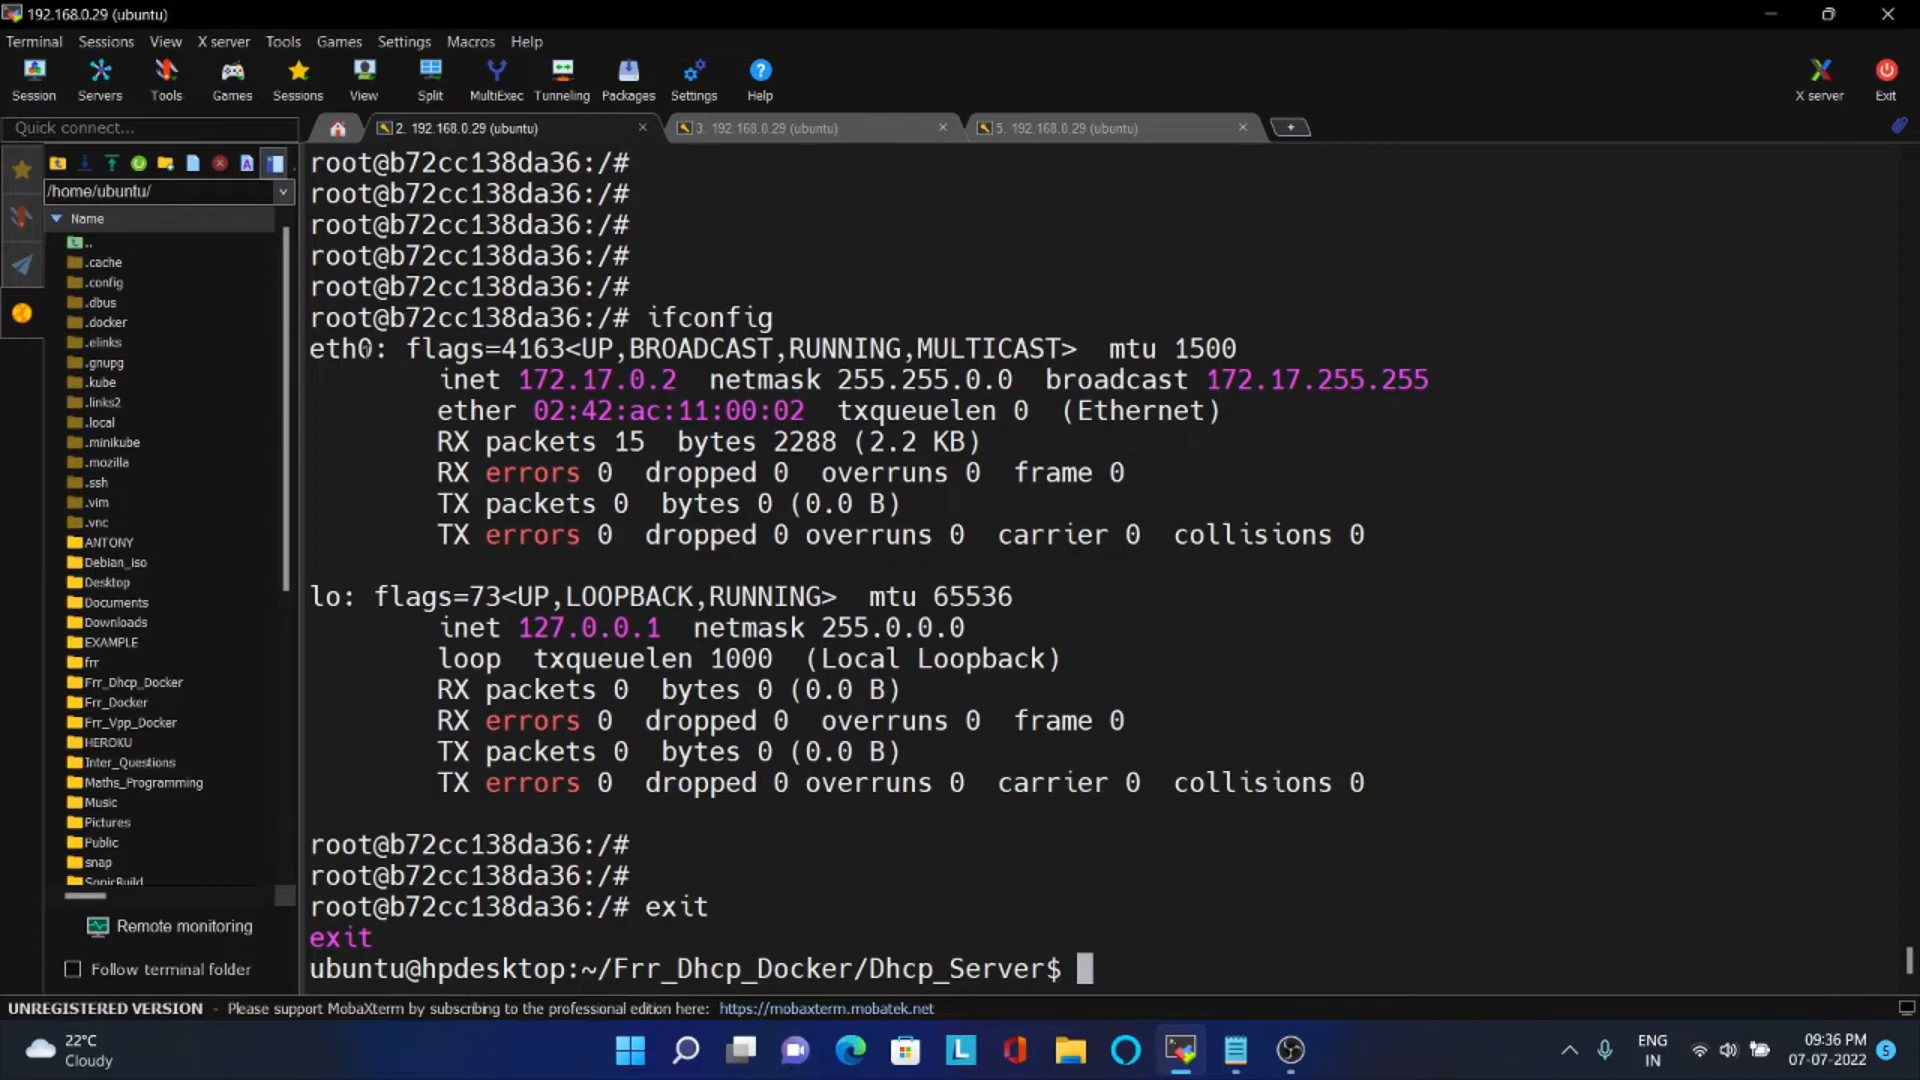 192.168.0.29 (ubuntu)
Terminal Sessions View X server Tools Games Settings Macros Help
Session Servers Tools Games Sessions View Split MultiExec Tunneling Packages Settings Help X server Exit
Quick connect...
2. 192.168.0.29 (ubuntu)
3. 192.168.0.29 (ubuntu)
5. 192.168.0.29 (ubuntu)
/home/ubuntu/
Name
..
.cache
.config
.dbus
.docker
.elinks
.gnupg
.kube
.links2
.local
.minikube
.mozilla
.ssh
.vim
.vnc
ANTONY
Debian_Iso
Desktop
Documents
Downloads
EXAMPLE
frr
Frr_Dhcp_Docker
Frr_Docker
Frr_Vpp_Docker
HEROKU
Inter_Questions
Maths_Programming
Music
Pictures
Public
snap
SonicBuild
Remote monitoring
Follow terminal folder
root@b72cc138da36:/#
root@b72cc138da36:/#
root@b72cc138da36:/#
root@b72cc138da36:/#
root@b72cc138da36:/#
root@b72cc138da36:/# ifconfig
eth0: flags=4163<UP,BROADCAST,RUNNING,MULTICAST>  mtu 1500
inet 172.17.0.2  netmask 255.255.0.0  broadcast 172.17.255.255
ether 02:42:ac:11:00:02  txqueuelen 0  (Ethernet)
RX packets 15  bytes 2288 (2.2 KB)
RX errors 0  dropped 0  overruns 0  frame 0
TX packets 0  bytes 0 (0.0 B)
TX errors 0  dropped 0 overruns 0  carrier 0  collisions 0
lo: flags=73<UP,LOOPBACK,RUNNING>  mtu 65536
inet 127.0.0.1  netmask 255.0.0.0
loop  txqueuelen 1000  (Local Loopback)
RX packets 0  bytes 0 (0.0 B)
RX errors 0  dropped 0  overruns 0  frame 0
TX packets 0  bytes 0 (0.0 B)
TX errors 0  dropped 0 overruns 0  carrier 0  collisions 0
root@b72cc138da36:/#
root@b72cc138da36:/#
root@b72cc138da36:/# exit
exit
ubuntu@hpdesktop:~/Frr_Dhcp_Docker/Dhcp_Server$
UNREGISTERED VERSION - Please support MobaXterm by subscribing to the professional edition here: https://mobaxterm.mobatek.net
22°C
Cloudy
ENG
IN
09:36 PM
07-07-2022
5